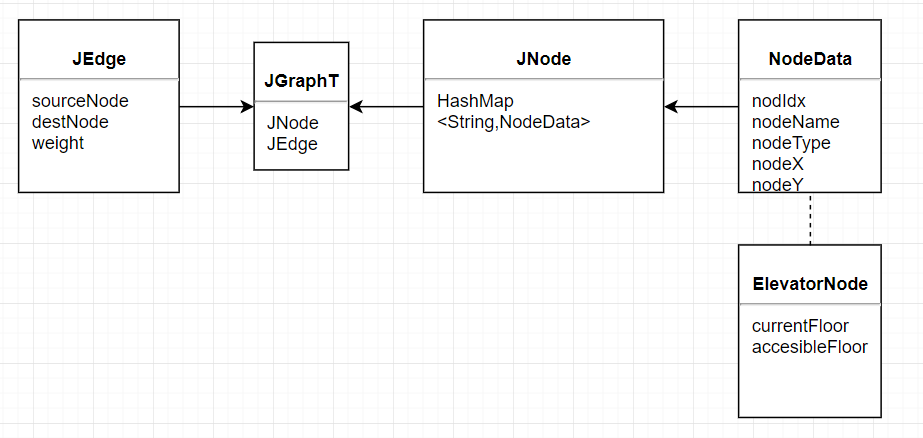 JEdge
sourceNode
destNode
weight
JGraphT
JNode
JEdge
JNode
HashMap
<String,NodeData>
NodeData
nodIdx
nodeName
nodeType
nodeX
nodeY
ElevatorNode
currentFloor
accesibleFloor